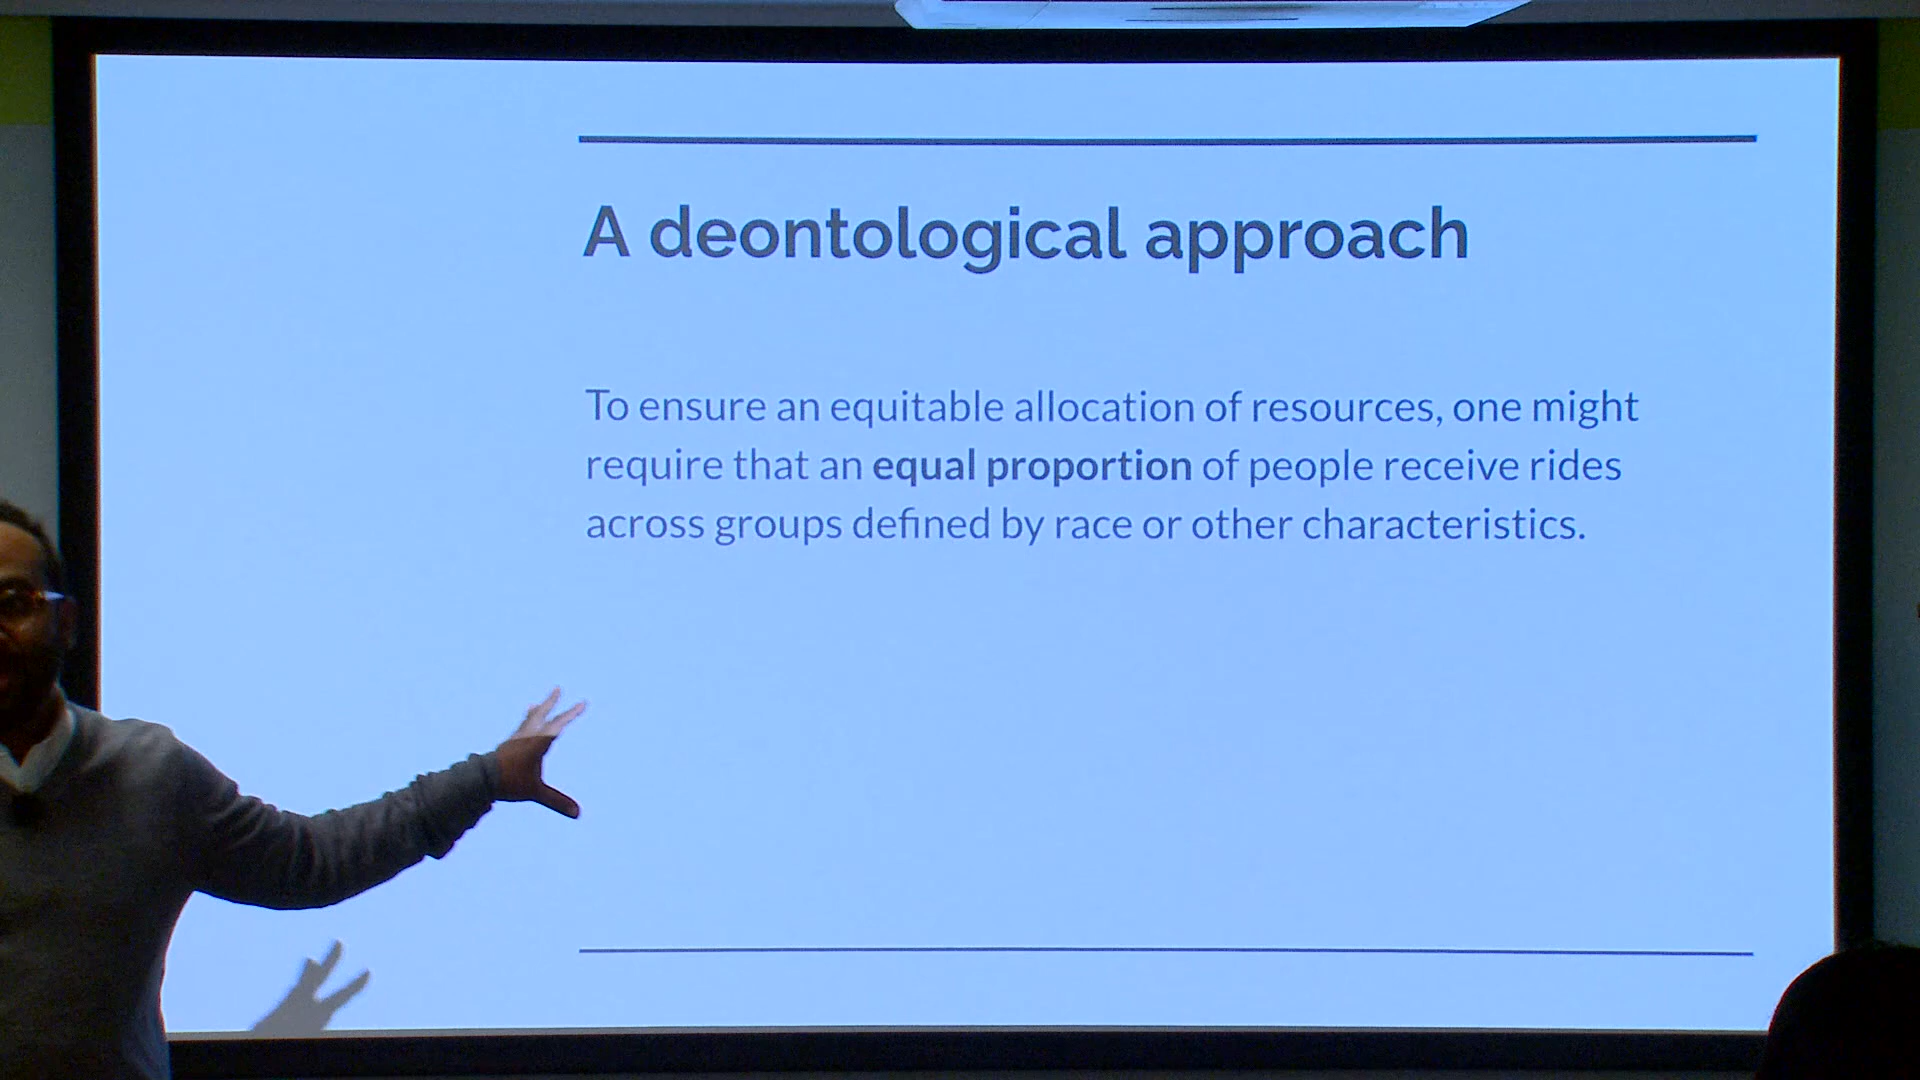 A deontological approach
To ensure an equitable allocation of resources, one might
require that an equal proportion of people receive rides
across groups defined by race or other characteristics.